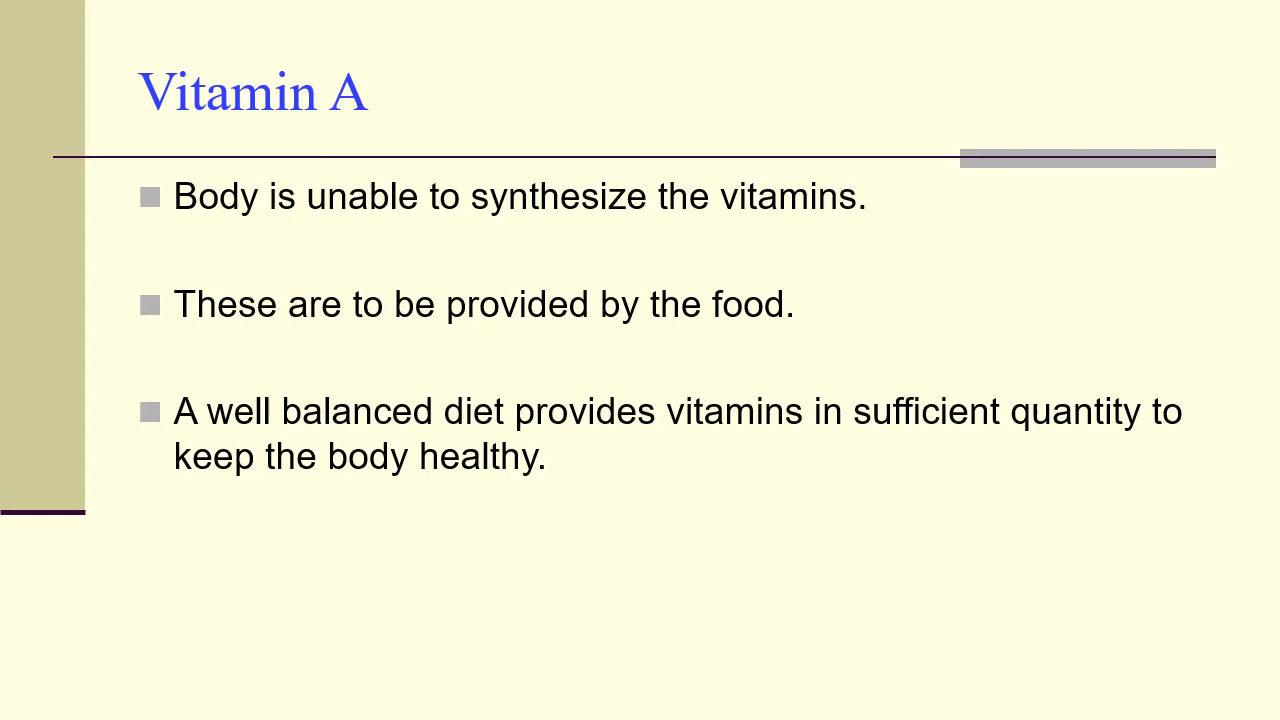 Vitamin A
Body is unable to synthesize the vitamins.
These are to be provided by the food.
A well balanced diet provides vitamins in sufficient quantity to
keep the body healthy.